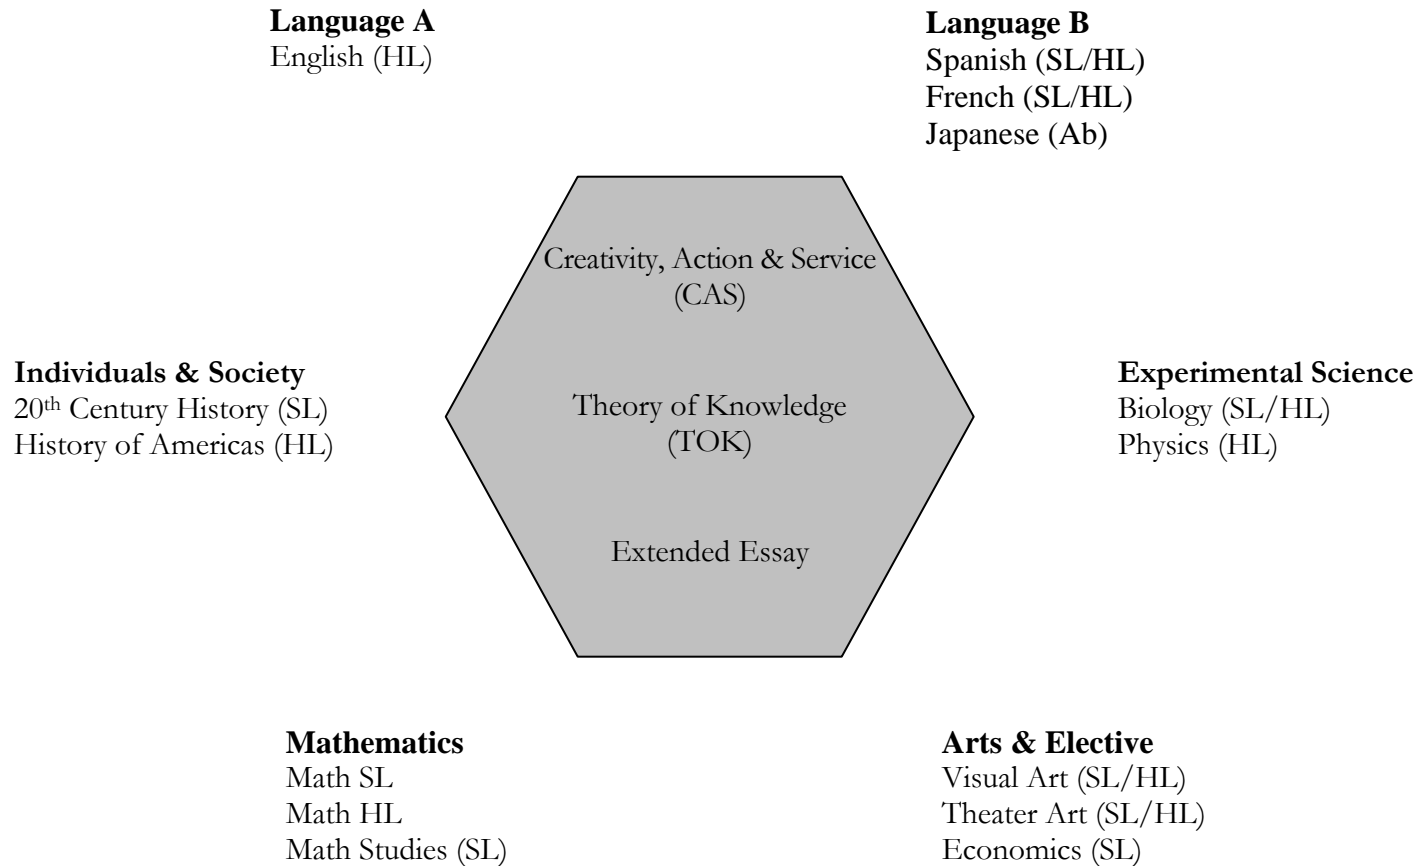 Language A
English (HL)
Language B
Spanish (SL/HL)
French (SL/HL)
Japanese (Ab)
Creativity, Action & Service
(CAS)
Individuals & Society
20th Century History (SL)
History of Americas (HL)
Theory of Knowledge
(TOK)
Experimental Science
Biology (SL/HL)
Physics (HL)
Extended Essay
Mathematics
Math SL
Math HL
Math Studies (SL)
Arts & Elective
Visual Art (SL/HL)
Theater Art (SL/HL)
Economics (SL)